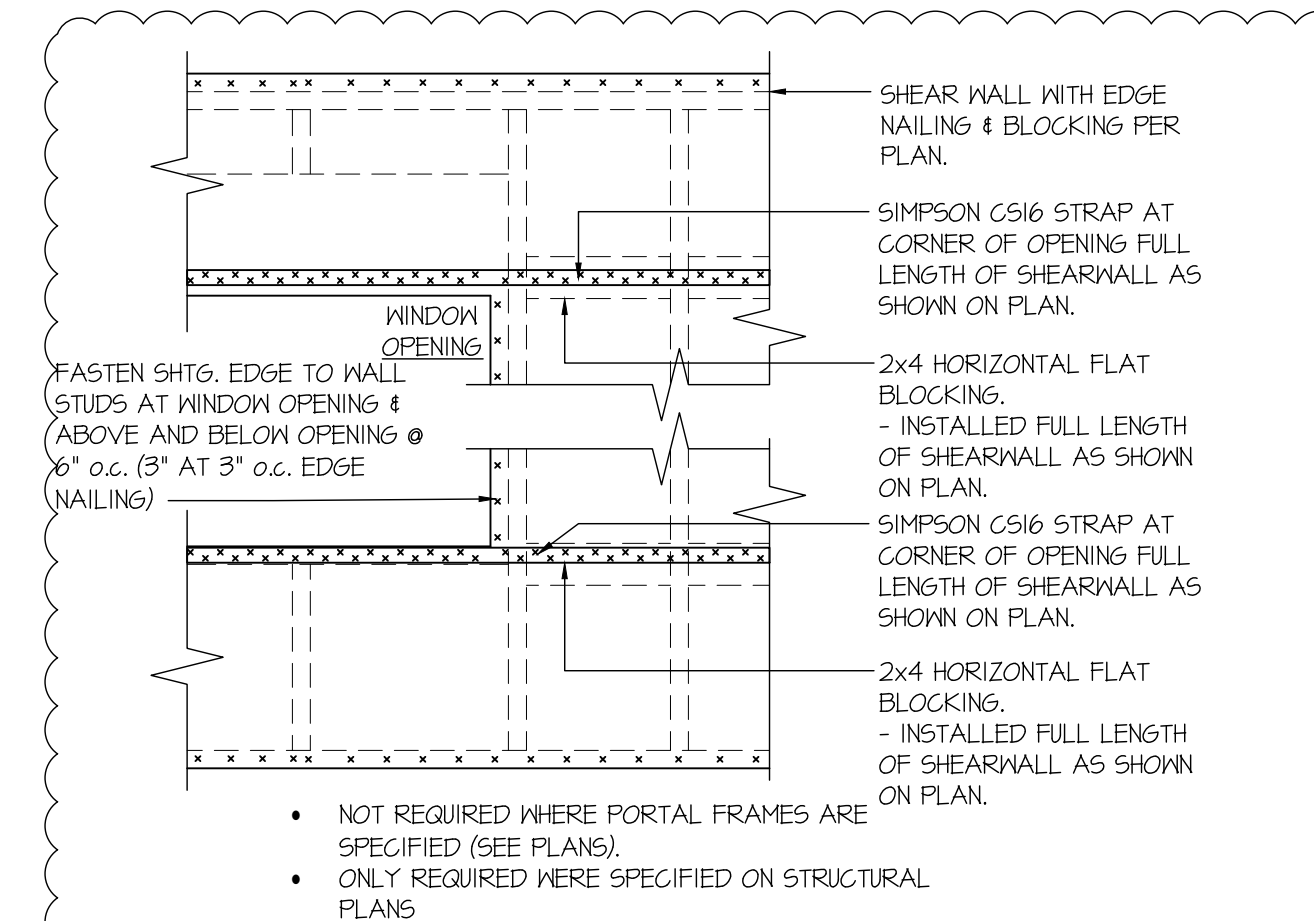 SHEAR WALL WITH EDGE
NAILING & BLOCKING PER
PLAN.
SIMPSON CS16 STRAP AT
CORNER OF OPENING FULL
LENGTH OF SHEARWALL AS
SHOWN ON PLAN.
WINDOW
OPENING
2x4 HORIZONTAL FLAT
BLOCKING.
- INSTALLED FULL LENGTH
OF SHEARWALL AS SHOWN
ON PLAN.
FASTEN SHTG. EDGE TO WALL
STUDS AT WINDOW OPENING &
ABOVE AND BELOW OPENING @
6" o.c. (3" AT 3" o.c. EDGE
NAILING)
SIMPSON CS16 STRAP AT
CORNER OF OPENING FULL
LENGTH OF SHEARWALL AS
SHOWN ON PLAN.
2x4 HORIZONTAL FLAT
BLOCKING.
- INSTALLED FULL LENGTH
OF SHEARWALL AS SHOWN
ON PLAN.
• NOT REQUIRED WHERE PORTAL FRAMES ARE
SPECIFIED (SEE PLANS).
• ONLY REQUIRED WERE SPECIFIED ON STRUCTURAL
PLANS